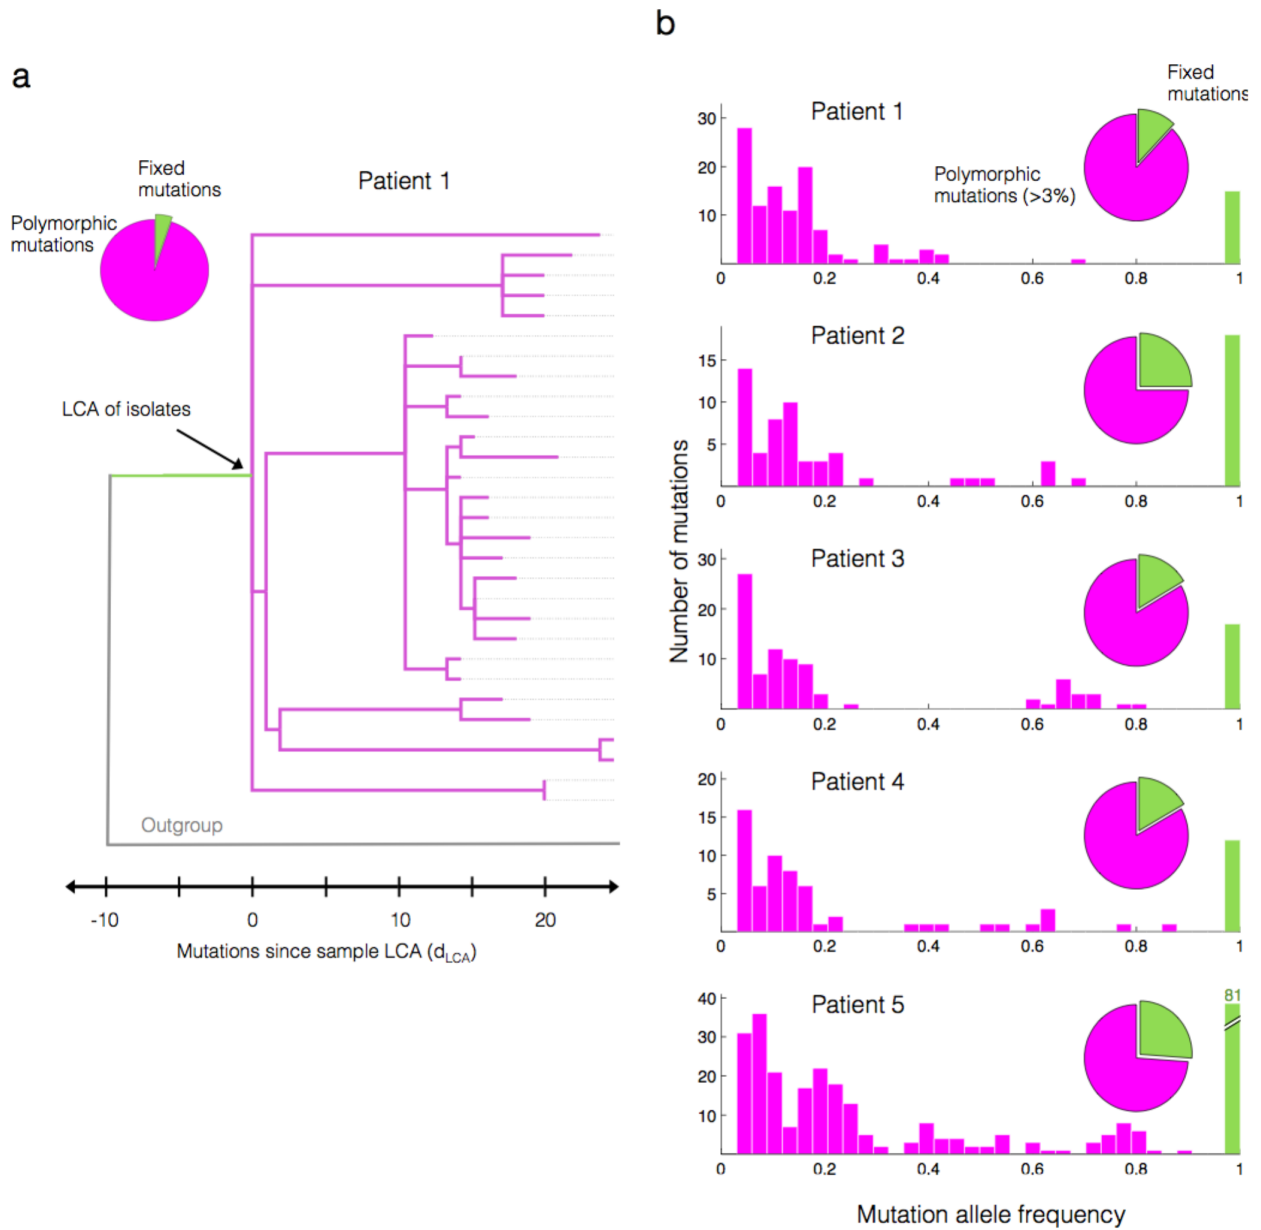 a
Fixed
mutations
Polymorphic
mutations
Patient 1
LCA of isolates
Outgroup
-10 0 10 20
Mutations since sample LCA (dLCA)
b
Number of mutations
Patient 1
Fixed
mutations
Polymorphic
mutations (>3%)
30
20
10
0 0.2 0.4 0.6 0.8 1
Patient 2
15
10
5
0 0.2 0.4 0.6 0.8 1
Patient 3
30
20
10
0 0.2 0.4 0.6 0.8 1
Patient 4
20
15
10
5
0 0.2 0.4 0.6 0.8 1
Patient 5
81
40
30
20
10
0 0.2 0.4 0.6 0.8 1
Mutation allele frequency